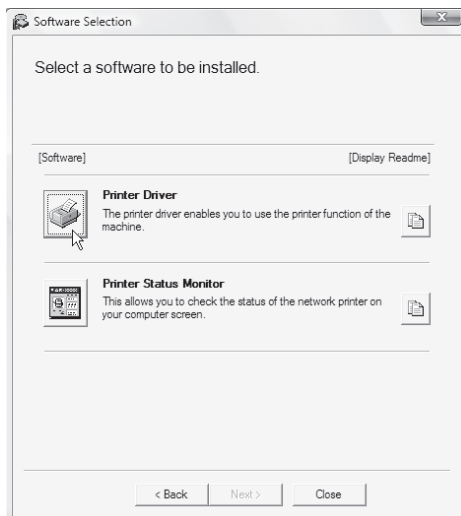 Software Selection
Select a software to be installed.
[Software] [Display Readme]
Printer Driver
The printer driver enables you to use the printer function of the
machine.
Printer Status Monitor
This allows you to check the status of the network printer on
your computer screen.
< Back Next > Close